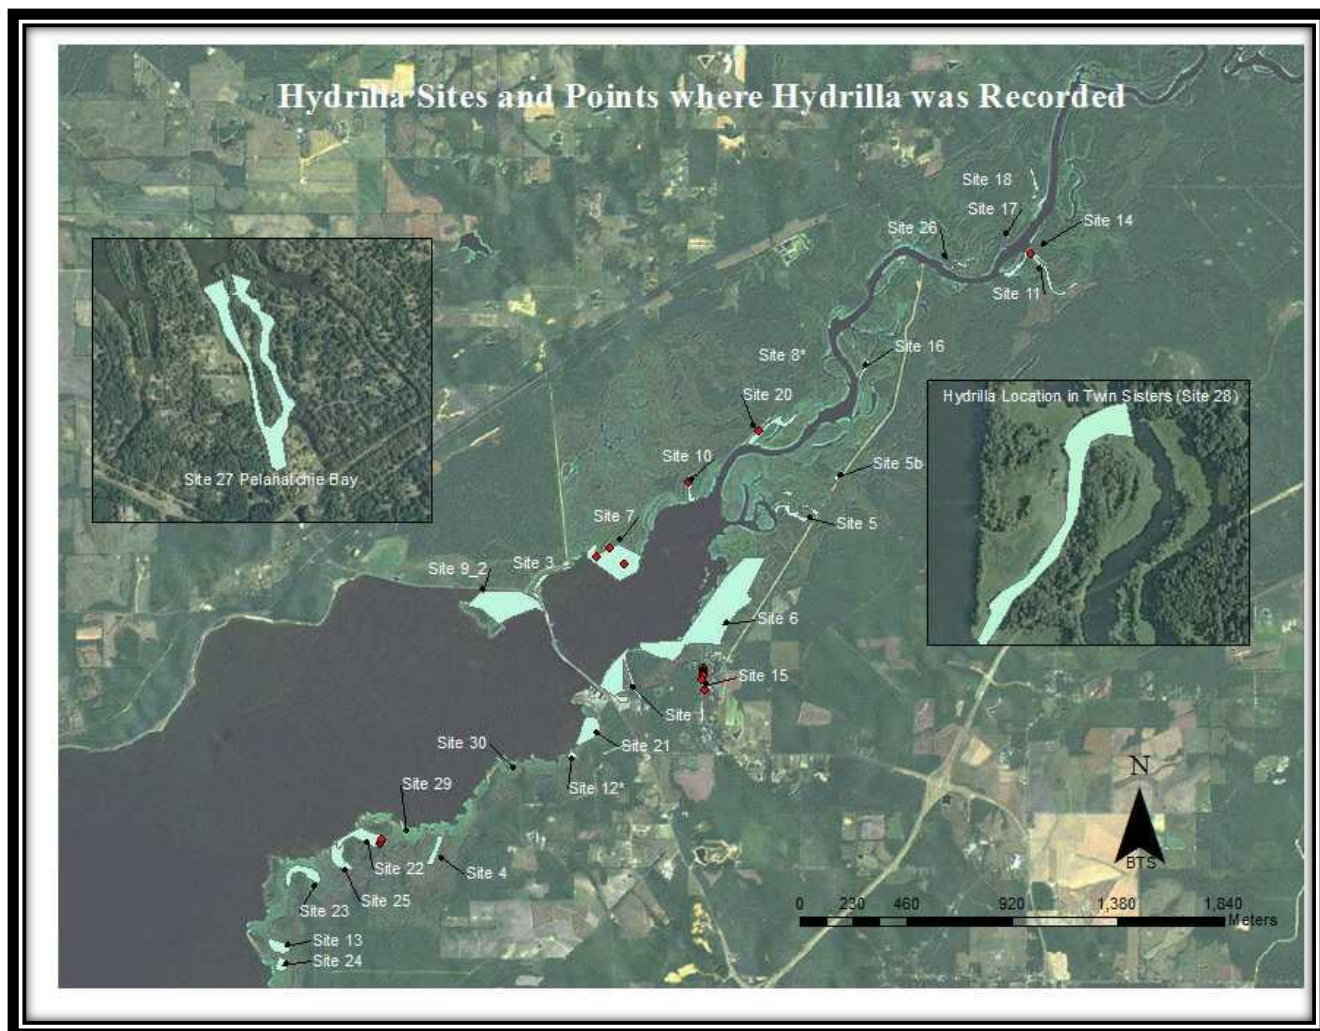 Hydrilla Sites and Points where Hydrilla was Recorded
Site 18
Site 17
Site 14
Site 26
Site 11
Site 8*
Site 16
Hydrilla Location in Twin Sisters (Site 28)
Site 20
Site 10
Site 5b
Site 27 Pelahatchie Bay
Site 7
Site 5
Site 3
Site 9_2
Site 6
Site 15
Site 1
Site 21
Site 30
Site 29
Site 12*
N
BTS
Site 22
Site 4
Site 25
Site 23
Site 13
Site 24
0 230 460 920 1,380 1,840
Meters